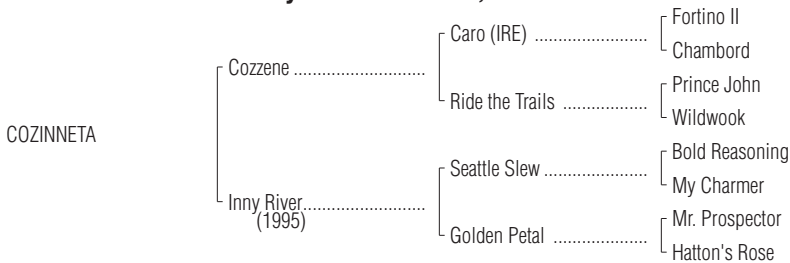 Fortino II
Caro (IRE) ..............................
Chambord
Cozzene ...................................
Prince John
Ride the Trails ......................
Wildwook
COZINNETA
Bold Reasoning
Seattle Slew ...........................
My Charmer
Inny River................................
(1995)
Mr. Prospector
Golden Petal .........................
Hatton's Rose